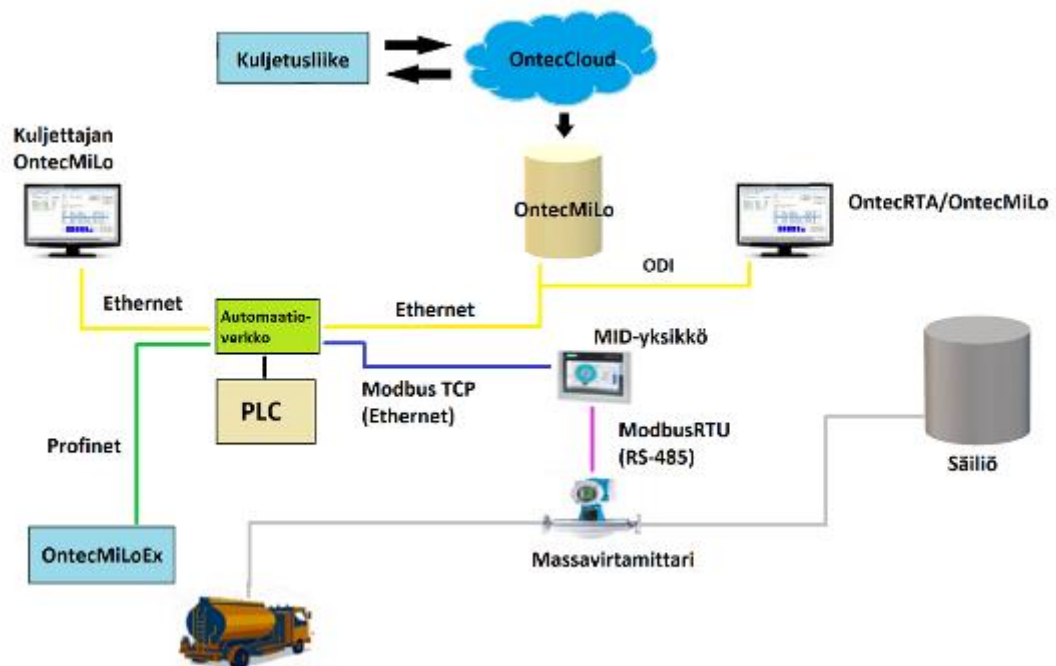 Kuljetusliike
OntecCloud
Kuljettajan
OntecMiLo
OntecMiLo
OntecRTA/OntecMiLo
ODI
Ethernet
Ethernet
Automaatio-
verkko
MID-yksikkö
PLC
Modbus TCP
(Ethernet)
Profinet
ModbusRTU
(RS-485)
Säiliö
OntecMiLoEx
Massavirtamittari